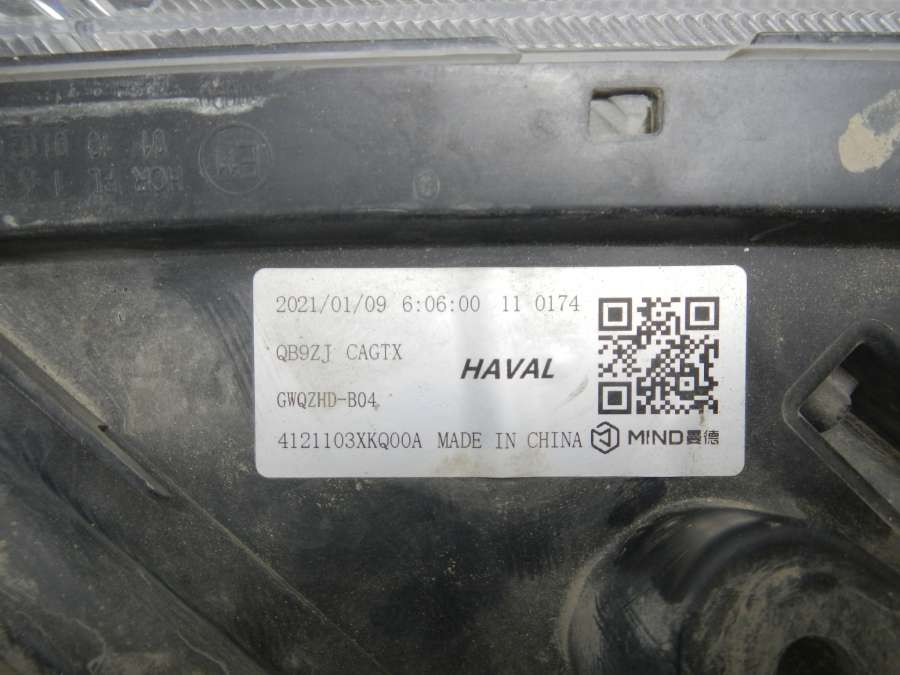 2021/01/09 6:06:00 11 0174
QB9ZJ CAGTX
HAVAL
GWQZHD-B04
4121103XKQ00A MADE IN CHINA
MIND曼德